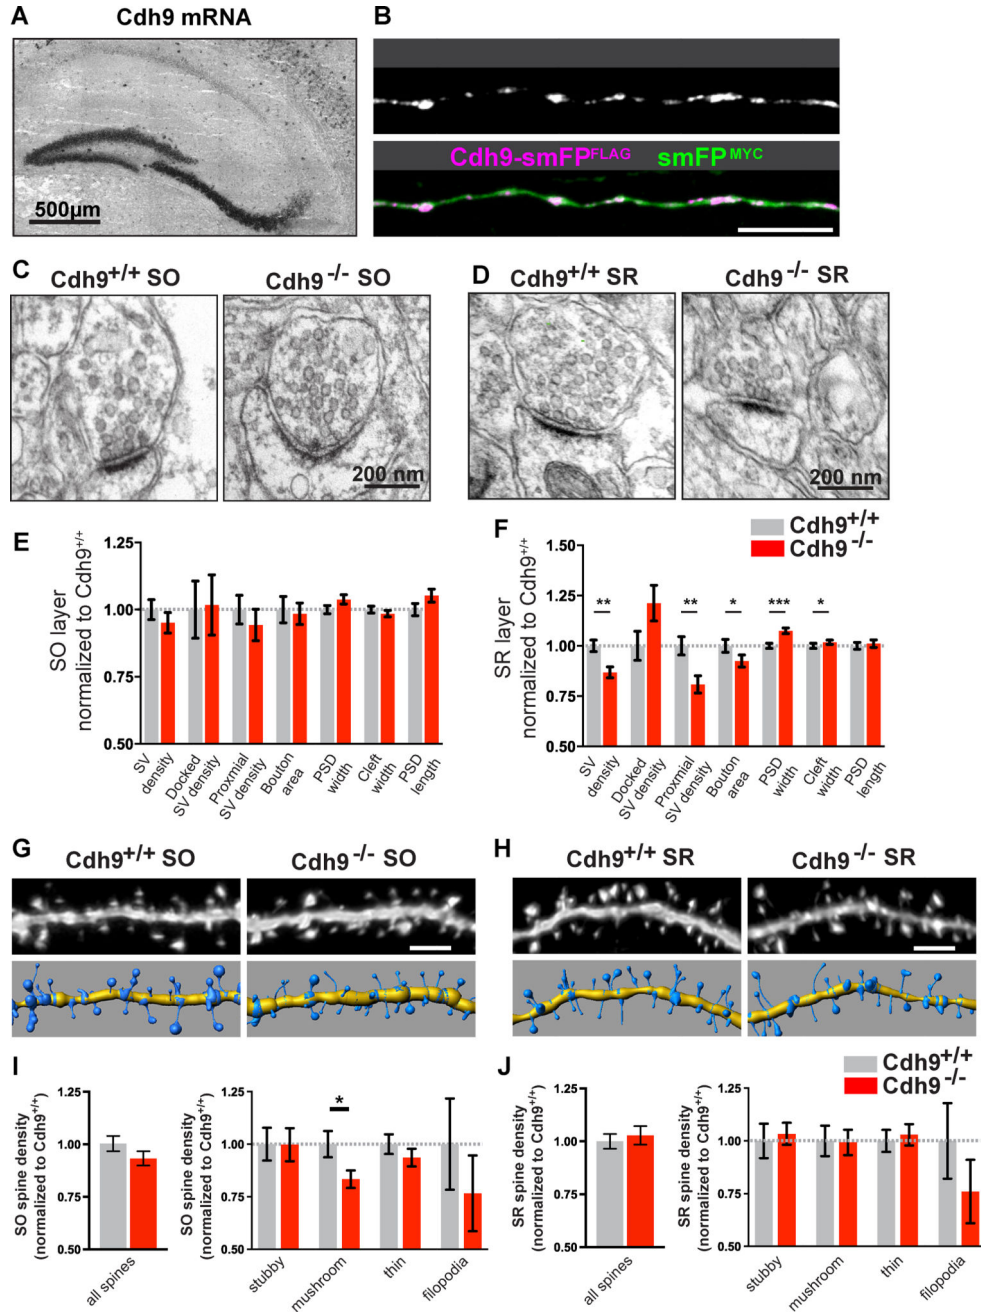 A
Cdh9 mRNA
500µm
B
Cdh9-smFP^FLAG smFP^MYC
C
Cdh9+/+ SO
Cdh9 -/- SO
200 nm
D
Cdh9+/+ SR
Cdh9 -/- SR
200 nm
E
SO layer
normalized to Cdh9+/+
1.25
1.00
0.75
0.50
SV
density
Docked
SV density
Proxmial
SV density
Bouton
area
PSD
width
Cleft
width
PSD
length
F
Cdh9+/+
Cdh9 -/-
SR layer
normalized to Cdh9+/+
1.50
1.25
1.00
0.75
0.50
** ** * *** *
SV
density
Docked
SV density
Proxmial
SV density
Bouton
area
PSD
width
Cleft
width
PSD
length
G
Cdh9+/+ SO
Cdh9 -/- SO
H
Cdh9+/+ SR
Cdh9 -/- SR
I
SO spine density
(normalized to Cdh9+/+)
1.25
1.00
0.75
0.50
all spines
SO spine density
(normalized to Cdh9+/+)
1.25
1.00
0.75
0.50
*
stubby
mushroom
thin
filopodia
J
Cdh9+/+
Cdh9 -/-
SR spine density
(normalized to Cdh9+/+)
1.25
1.00
0.75
0.50
all spines
SR spine density
(normalized to Cdh9+/+)
1.25
1.00
0.75
0.50
stubby
mushroom
thin
filopodia